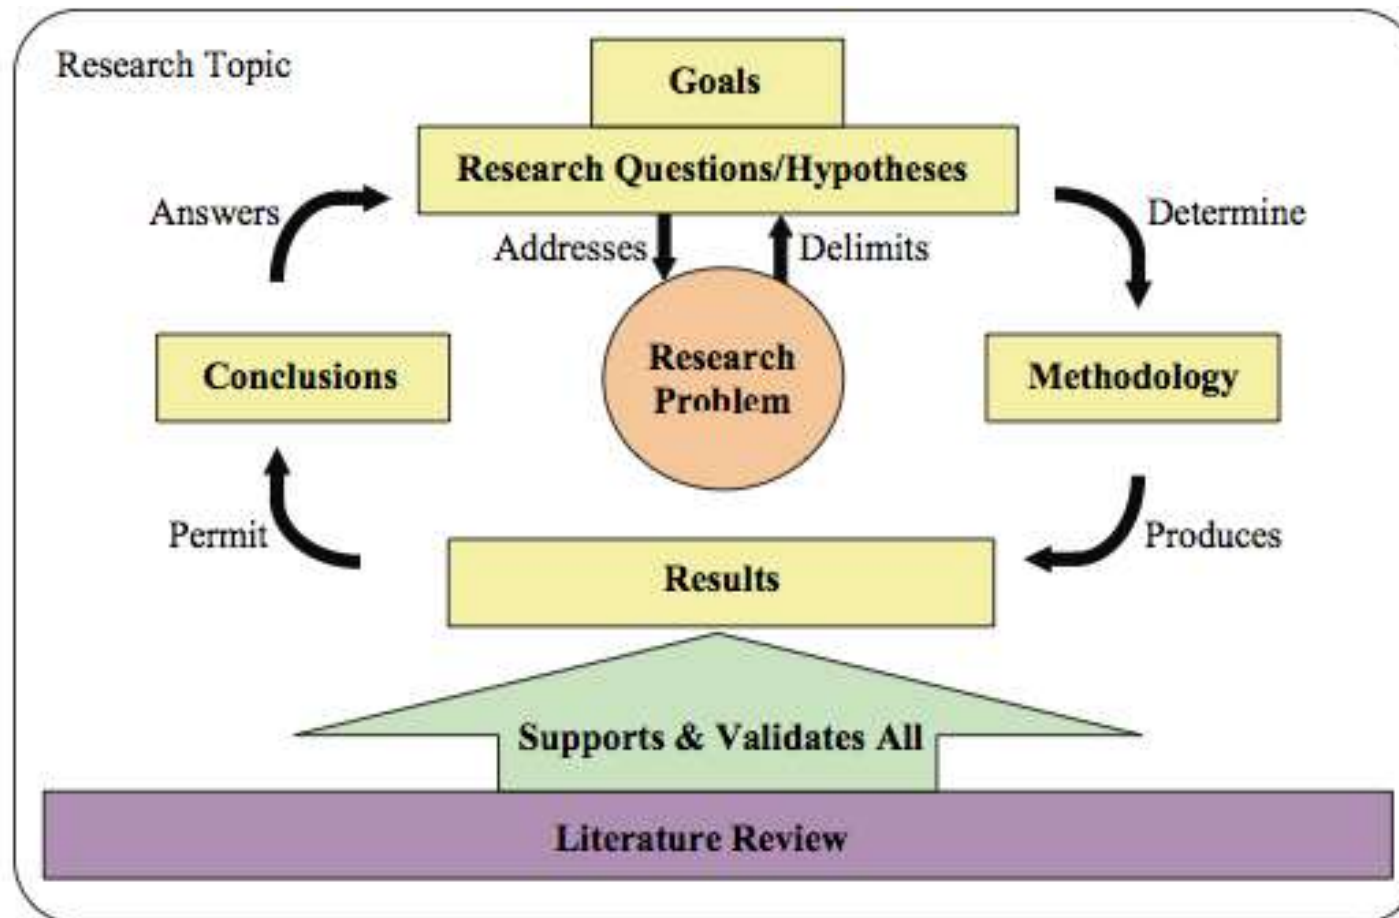 Research Topic
Goals
Research Questions/Hypotheses
Answers
Determine
Addresses
Delimits
Conclusions
Research
Problem
Methodology
Permit
Produces
Results
Supports & Validates All
Literature Review